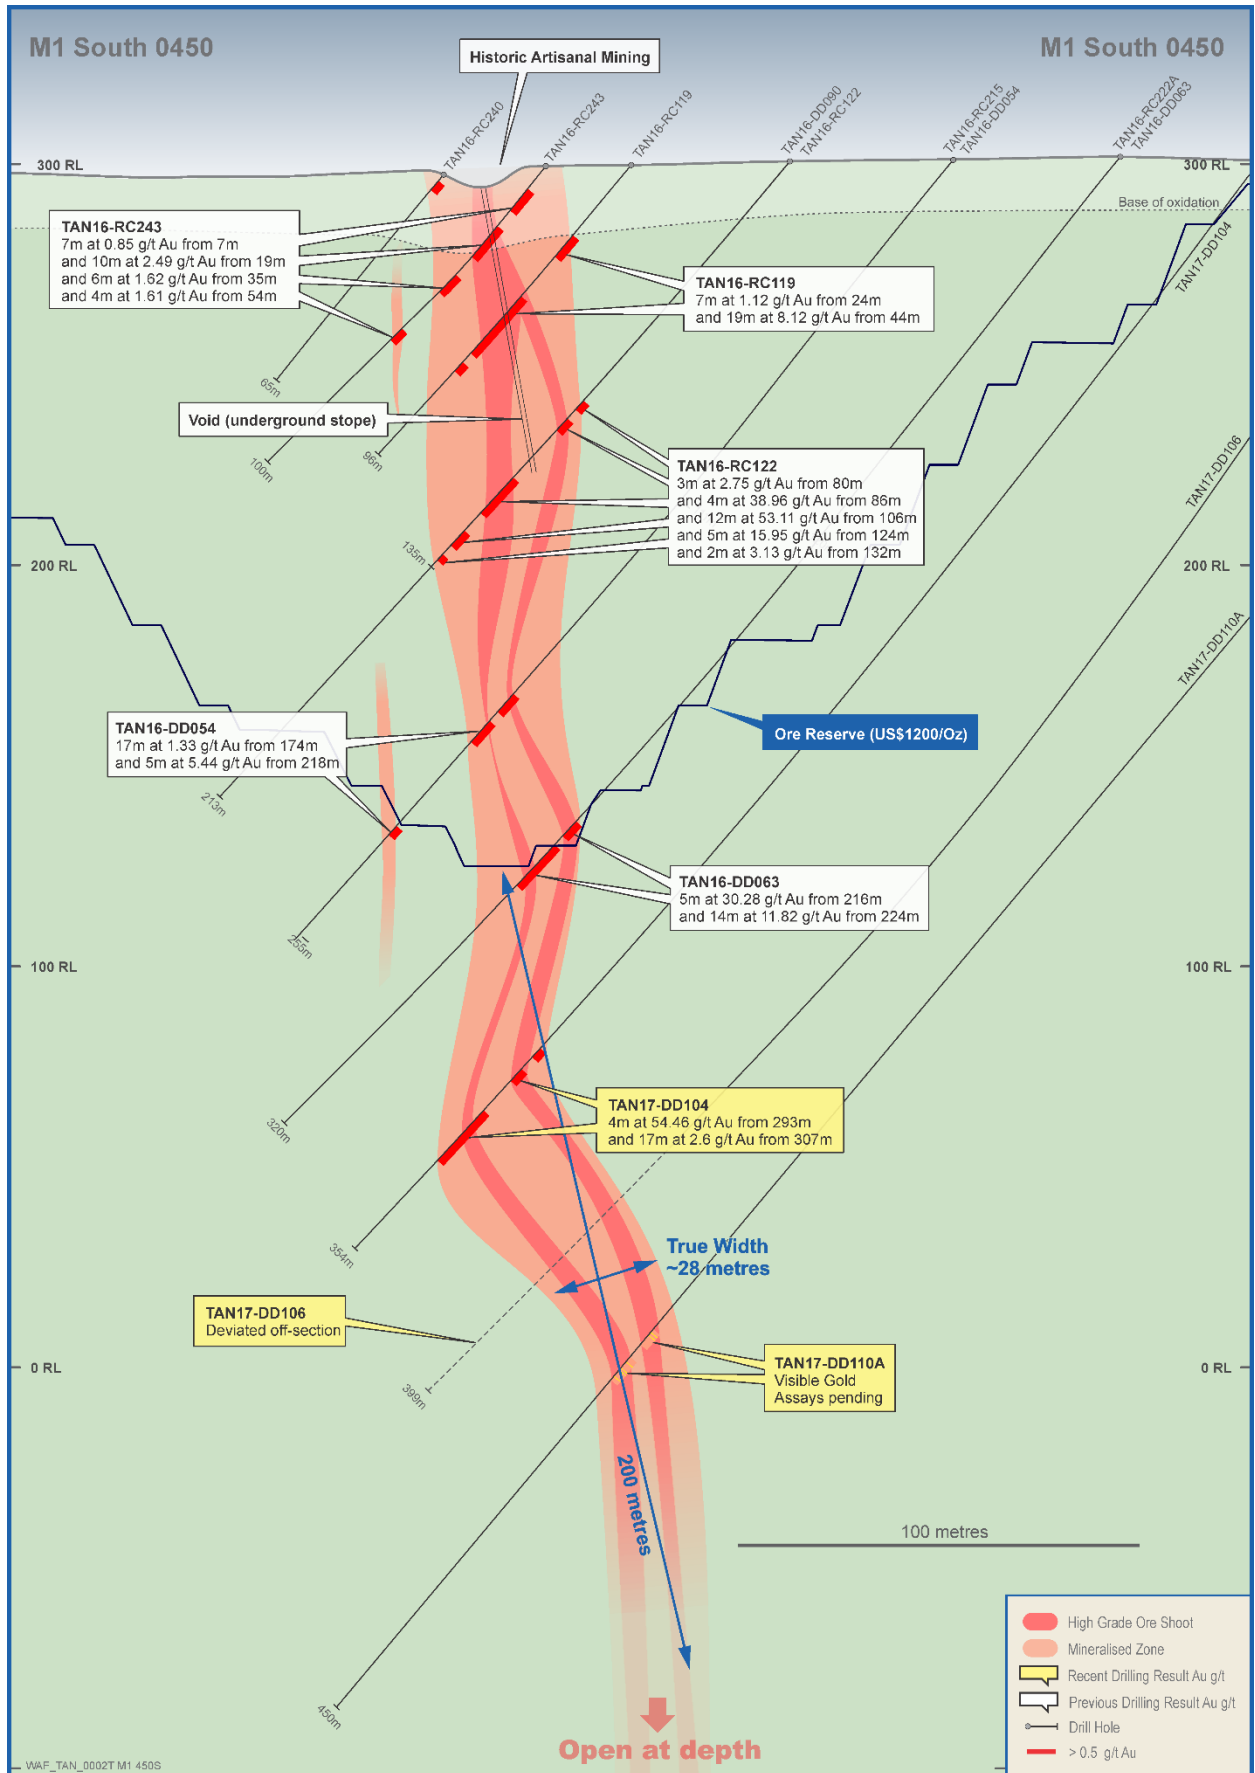 M1 South 0450
M1 South 0450
Historic Artisanal Mining
TAN16-RC240
TAN16-RC243
TAN16-RC119
TAN16-DD090
TAN16-RC122
TAN16-RC215
TAN16-DD054
TAN16-RC222A
TAN16-DD063
300 RL
300 RL
Base of oxidation
TAN17-DD104
TAN16-RC243
7m at 0.85 g/t Au from 7m
and 10m at 2.49 g/t Au from 19m
and 6m at 1.62 g/t Au from 35m
and 4m at 1.61 g/t Au from 54m
TAN16-RC119
7m at 1.12 g/t Au from 24m
and 19m at 8.12 g/t Au from 44m
65m
Void (underground stope)
100m
96m
TAN16-RC122
3m at 2.75 g/t Au from 80m
and 4m at 38.96 g/t Au from 86m
and 12m at 53.11 g/t Au from 106m
and 5m at 15.95 g/t Au from 124m
and 2m at 3.13 g/t Au from 132m
TAN17-DD106
135m
200 RL
200 RL
TAN17-DD110A
TAN16-DD054
17m at 1.33 g/t Au from 174m
and 5m at 5.44 g/t Au from 218m
Ore Reserve (US$1200/Oz)
213m
TAN16-DD063
5m at 30.28 g/t Au from 216m
and 14m at 11.82 g/t Au from 224m
255m
100 RL
100 RL
TAN17-DD104
4m at 54.46 g/t Au from 293m
and 17m at 2.6 g/t Au from 307m
320m
354m
True Width
~28 metres
TAN17-DD106
Deviated off-section
TAN17-DD110A
Visible Gold
Assays pending
0 RL
0 RL
399m
200 metres
100 metres
450m
Open at depth
High Grade Ore Shoot
Mineralised Zone
Recent Drilling Result Au g/t
Previous Drilling Result Au g/t
Drill Hole
> 0.5 g/t Au
WAF_TAN_0002T M1 450S